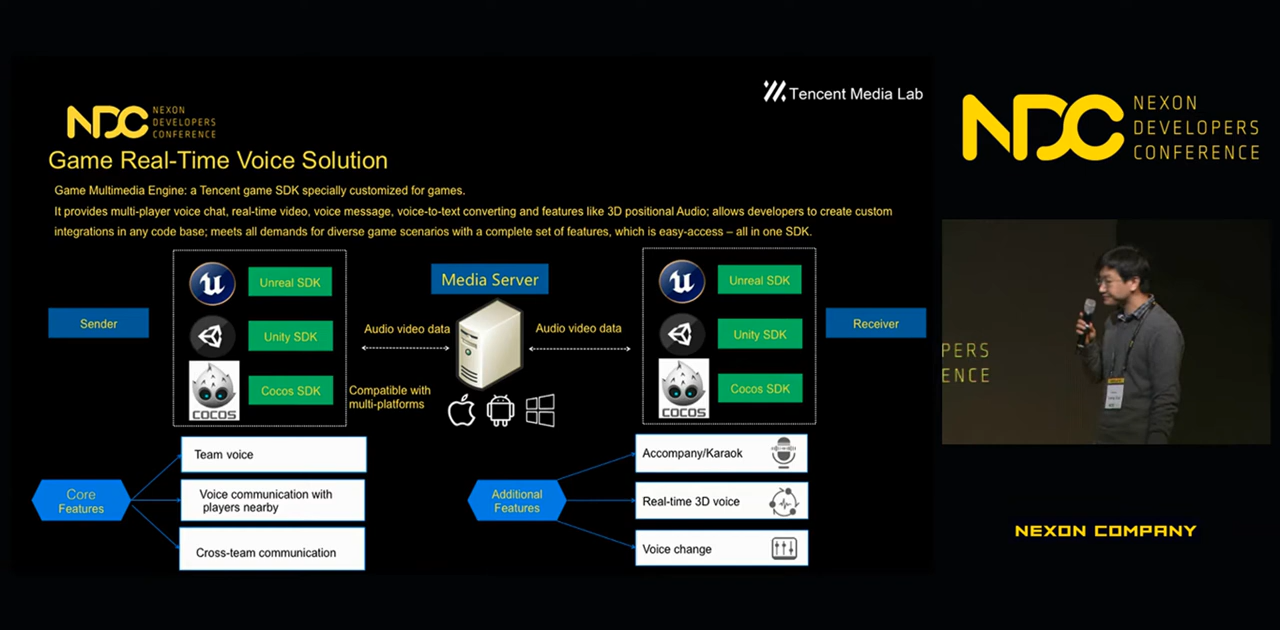 Tencent Media Lab
NDC
NEXON
DEVELOPERS
CONFERENCE
Game Real-Time Voice Solution
Game Multimedia Engine: a Tencent game SDK specially customized for games.
It provides multi-player voice chat, real-time video, voice message, voice-to-text converting and features like 3D positional Audio; allows developers to create custom
integrations in any code base; meets all demands for diverse game scenarios with a complete set of features, which is easy-access – all in one SDK.
Sender
Unreal SDK
Unity SDK
COCOS
Cocos SDK
Media Server
Audio video data
Audio video data
Compatible with
multi-platforms
Unreal SDK
Unity SDK
COCOS
Cocos SDK
Receiver
Core
Features
Team voice
Voice communication with
players nearby
Cross-team communication
Additional
Features
Accompany/Karaok
Real-time 3D voice
Voice change
NDC
NEXON
DEVELOPERS
CONFERENCE
PERS
ENCE
NEXON COMPANY